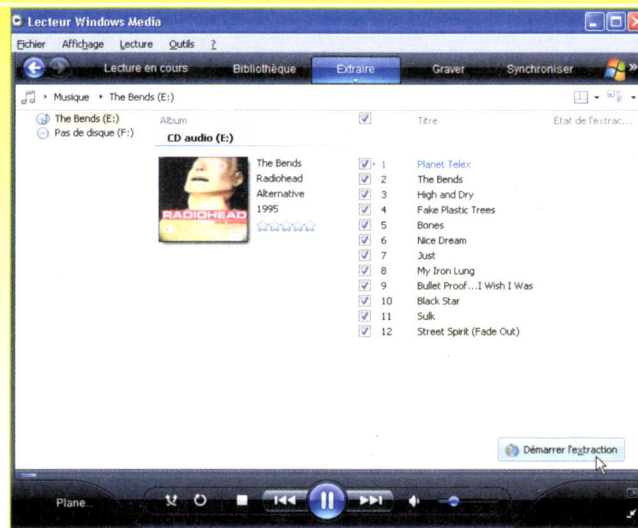 Lecteur Windows Media
Fichier Affichage Lecture Outils ?
Lecture en cours Bibliothèque Extraire Graver Synchroniser »
Musique The Bends (E:)
The Bends (E:)
Pas de disque (F:)
Album Titre État de l'extrac...
CD audio (E:)
The Bends
Radiohead
Alternative
1995
RADIOHEAD
1 Planet Telex
2 The Bends
3 High and Dry
4 Fake Plastic Trees
5 Bones
6 Nice Dream
7 Just
8 My Iron Lung
9 Bullet Proof...I Wish I Was
10 Black Star
11 Sulk
12 Street Spirit (Fade Out)
Démarrer l'extraction
Plane...